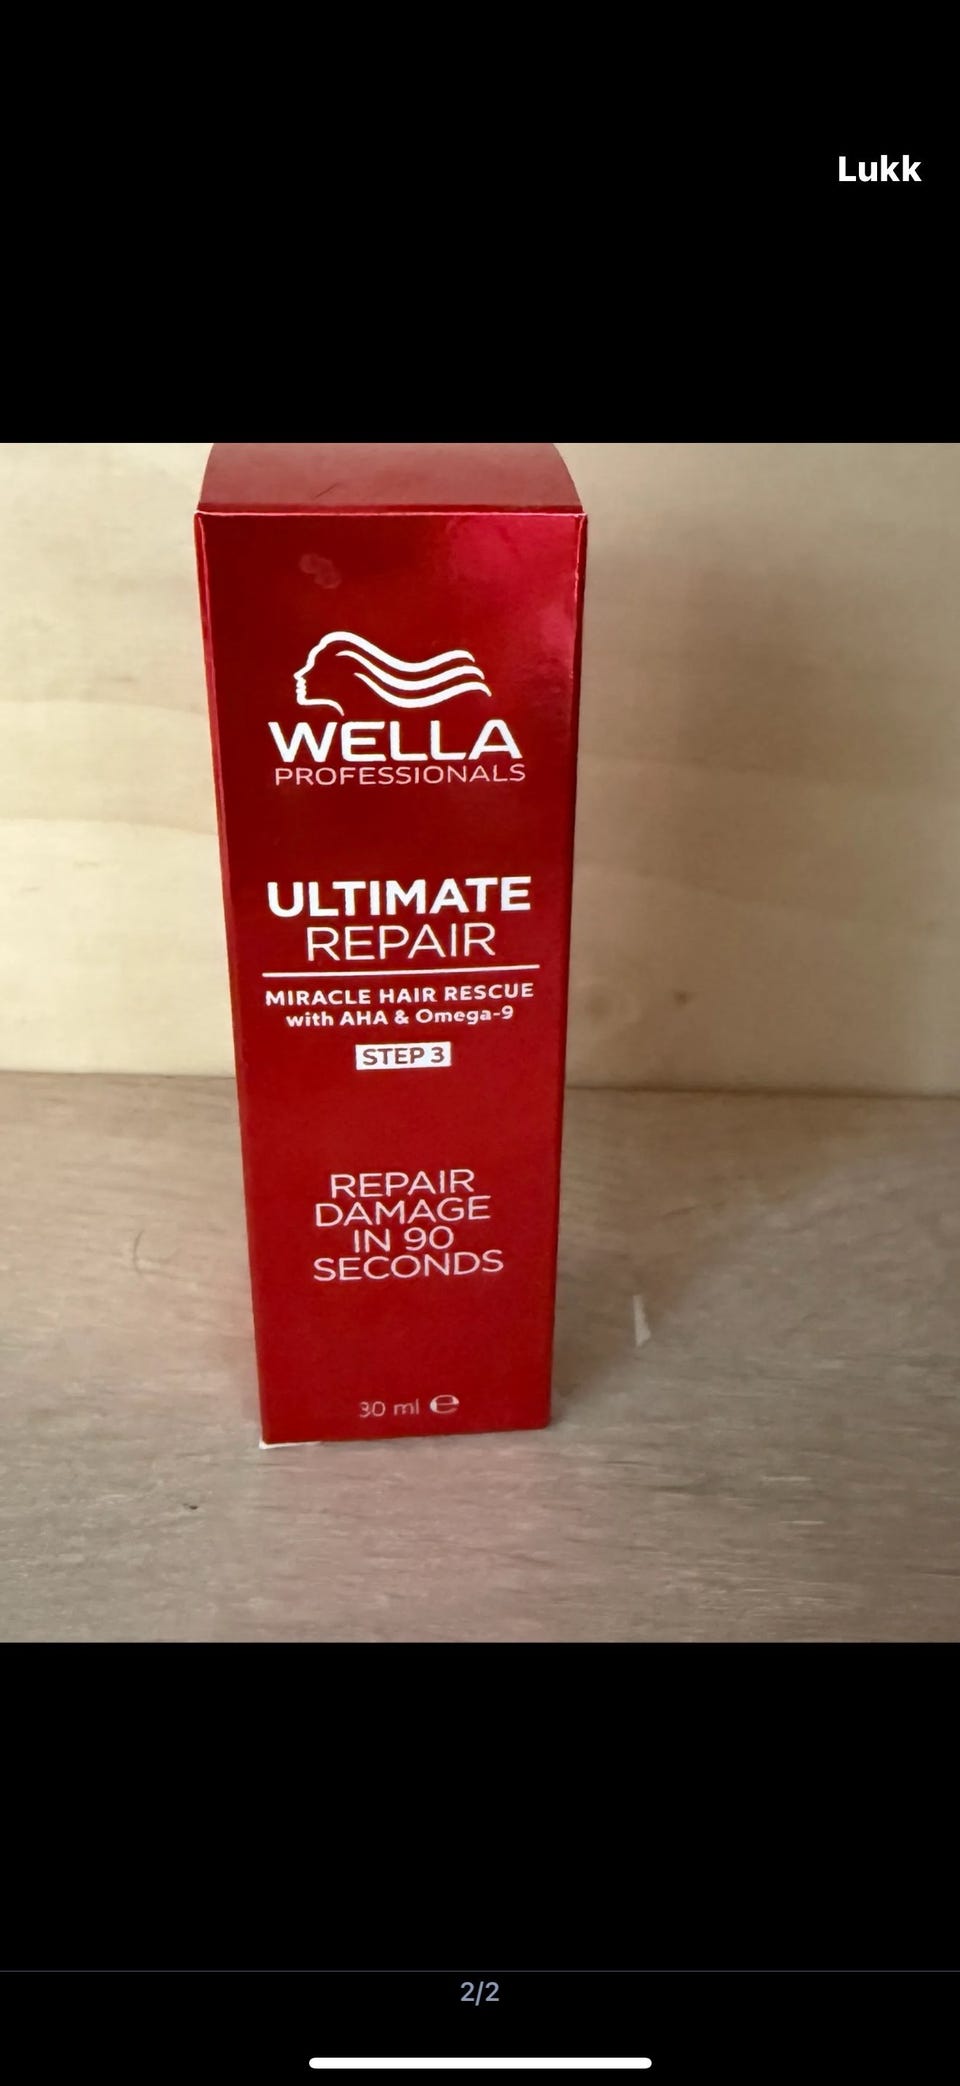 Lukk
WELLA
PROFESSIONALS
ULTIMATE
REPAIR
MIRACLE HAIR RESCUE
with AHA & Omega-9
STEP 3
REPAIR
DAMAGE
IN 90
SECONDS
30 ml e
2/2